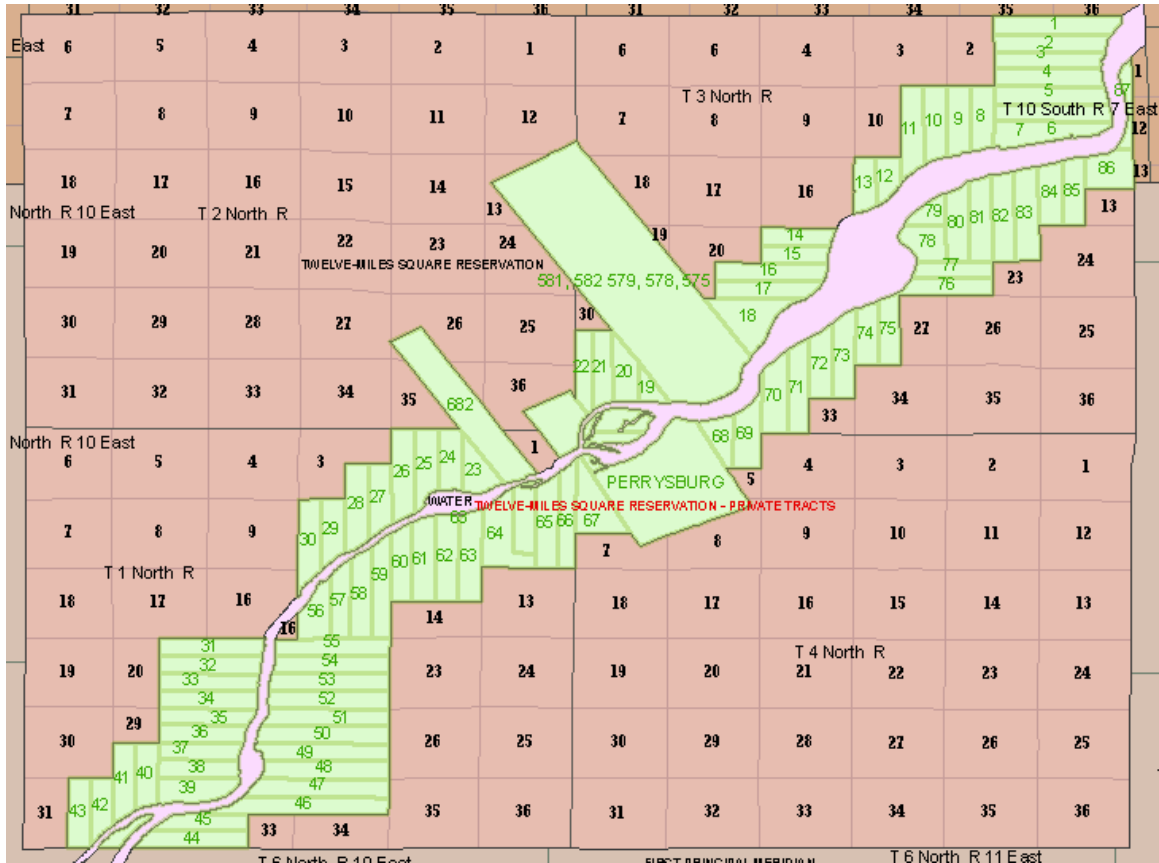 31 32 33 34 35 36 31 32 33 34 35 36
East 6 5 4 3 2 1 6 6 4 3 2 1
1
2
3
4
5 87
T 3 North R
T 10 South R 7 East
7 8 9 10 11 12 7 8 9 10 11 10 9 8 7 6 12
18 17 16 15 14 13 18 17 16 13 12 86 13
84 85 13
North R 10 East T 2 North R
79 80 81 82 83
19 20 21 22 23 24 19 20 14 15 78 24
TWELVE-MILES SQUARE RESERVATION
16 77 23
581, 582 579, 578, 575 17 76
30 29 28 27 26 25 30 18 74 75 27 26 25
22 21 20 19 72 73
31 32 33 34 35 682 36 70 71 34 35 36
33
68 69
North R 10 East
6 5 4 3 26 25 24 23 1 5 4 3 2 1
PERRYSBURG
28 27 WATER TWELVE-MILES SQUARE RESERVATION - PRIVATE TRACTS
7 8 9 30 29 68 64 65 66 67 7 8 9 10 11 12
60 61 62 63
T 1 North R 59
18 17 16 56 57 58 14 13 18 17 16 15 14 13
16
31 55
T 4 North R
19 20 32 54 23 24 19 20 21 22 23 24
33 53
34 52
29 35 51
30 36 50 26 25 30 29 28 27 26 25
37 49
41 40 38 48
39 47
31 43 42 46 35 36 31 32 33 34 35 36
45
44 33 34
T 6 North R 10 East FIRST PRINCIPAL MERIDIAN T 6 North R 11 East